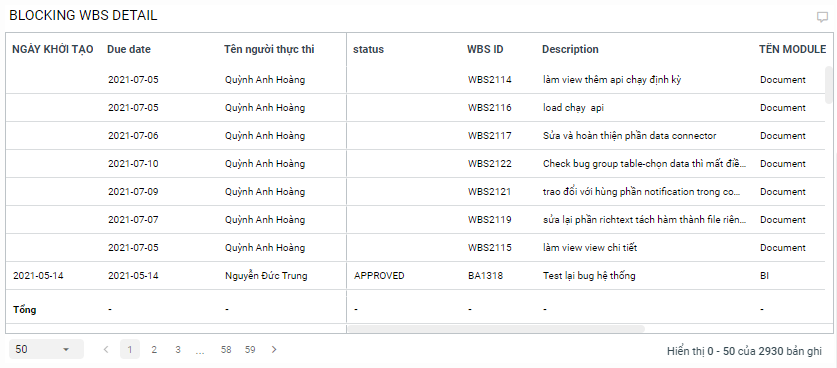 BLOCKING WBS DETAIL
NGÀY KHỞI TẠO Due date Tên người thực thi status WBS ID Description TÊN MODULE
2021-07-05 Quỳnh Anh Hoàng WBS2114 làm view thêm api chạy định kỳ Document
2021-07-05 Quỳnh Anh Hoàng WBS2116 load chạy api Document
2021-07-06 Quỳnh Anh Hoàng WBS2117 Sửa và hoàn thiện phần data connector Document
2021-07-10 Quỳnh Anh Hoàng WBS2122 Check bug group table-chọn data thì mất điề... Document
2021-07-09 Quỳnh Anh Hoàng WBS2121 trao đổi với hùng phần notification trong co... Document
2021-07-07 Quỳnh Anh Hoàng WBS2119 sửa lại phần richtext tách hàm thành file riên... Document
2021-07-05 Quỳnh Anh Hoàng WBS2115 làm view view chi tiết Document
2021-05-14 2021-05-14 Nguyễn Đức Trung APPROVED BA1318 Test lại bug hệ thống BI
Tổng - - - - - -
50 1 2 3 ... 58 59 Hiển thị 0 - 50 của 2930 bản ghi